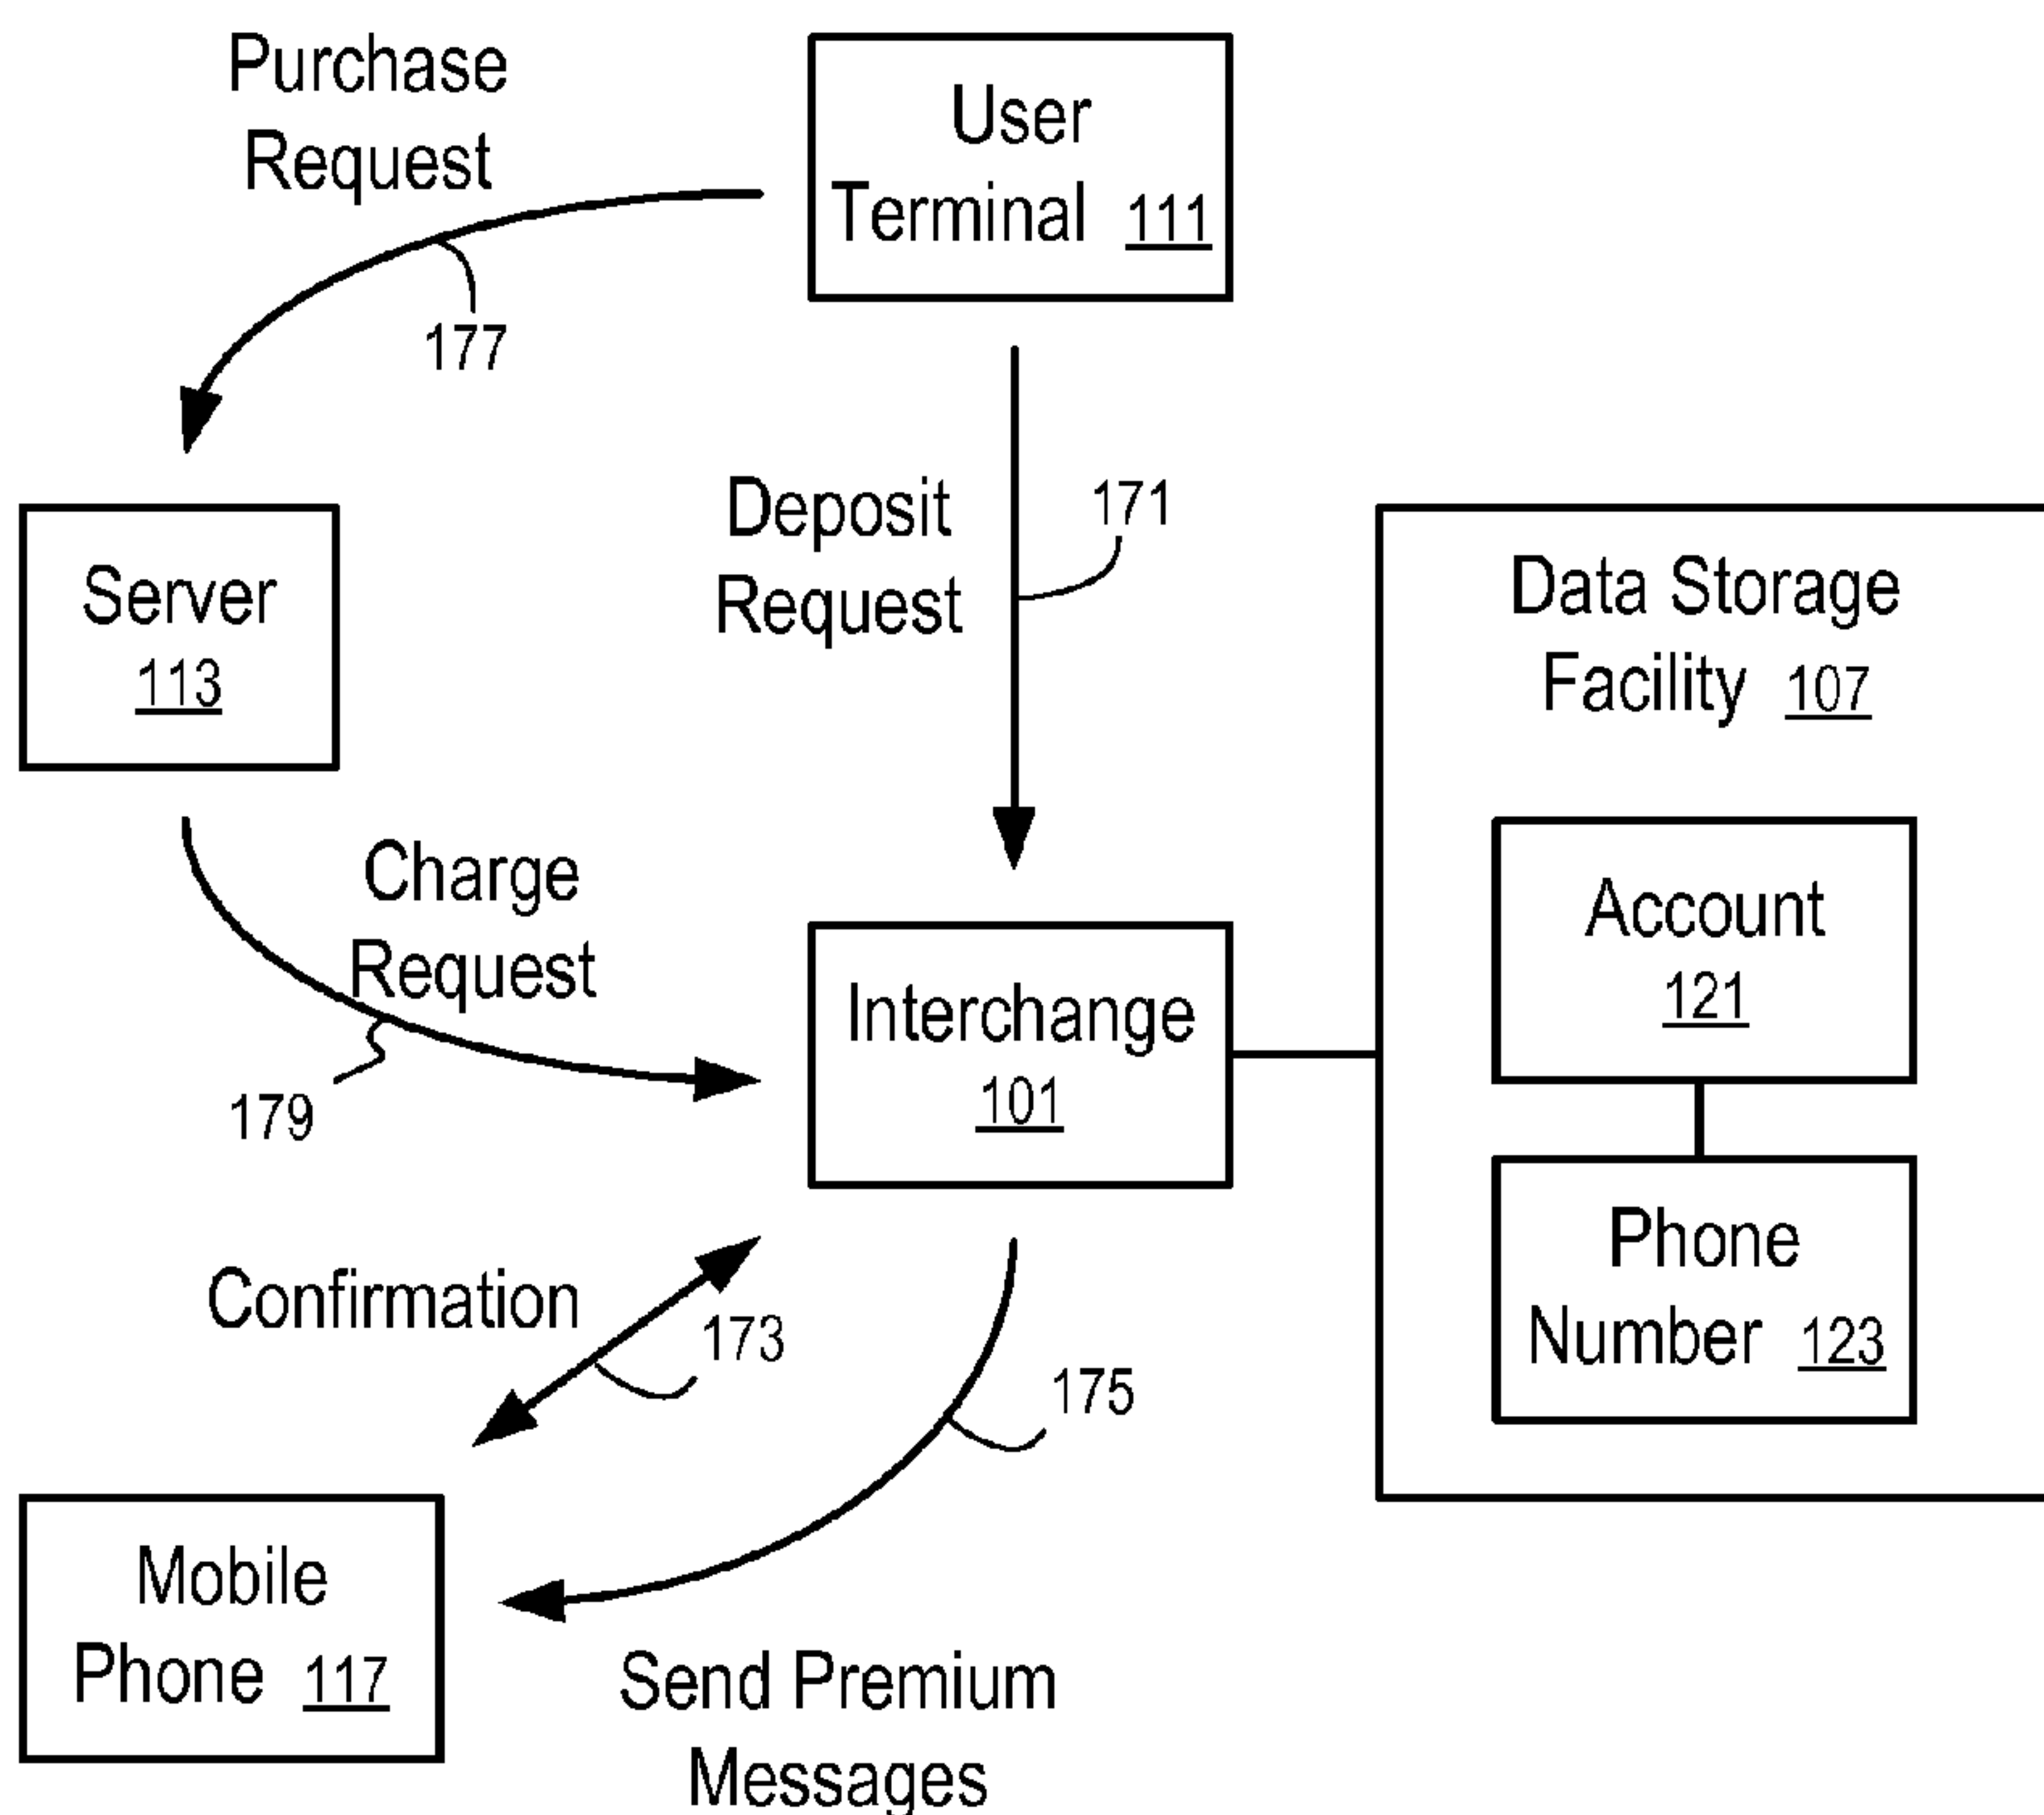 Purchase
Request
177
User
Terminal 111
Server
113
Deposit
Request
171
Data Storage
Facility 107
Charge
Request
179
Interchange
101
Account
121
Phone
Number 123
Confirmation
173
175
Mobile
Phone 117
Send Premium
Messages